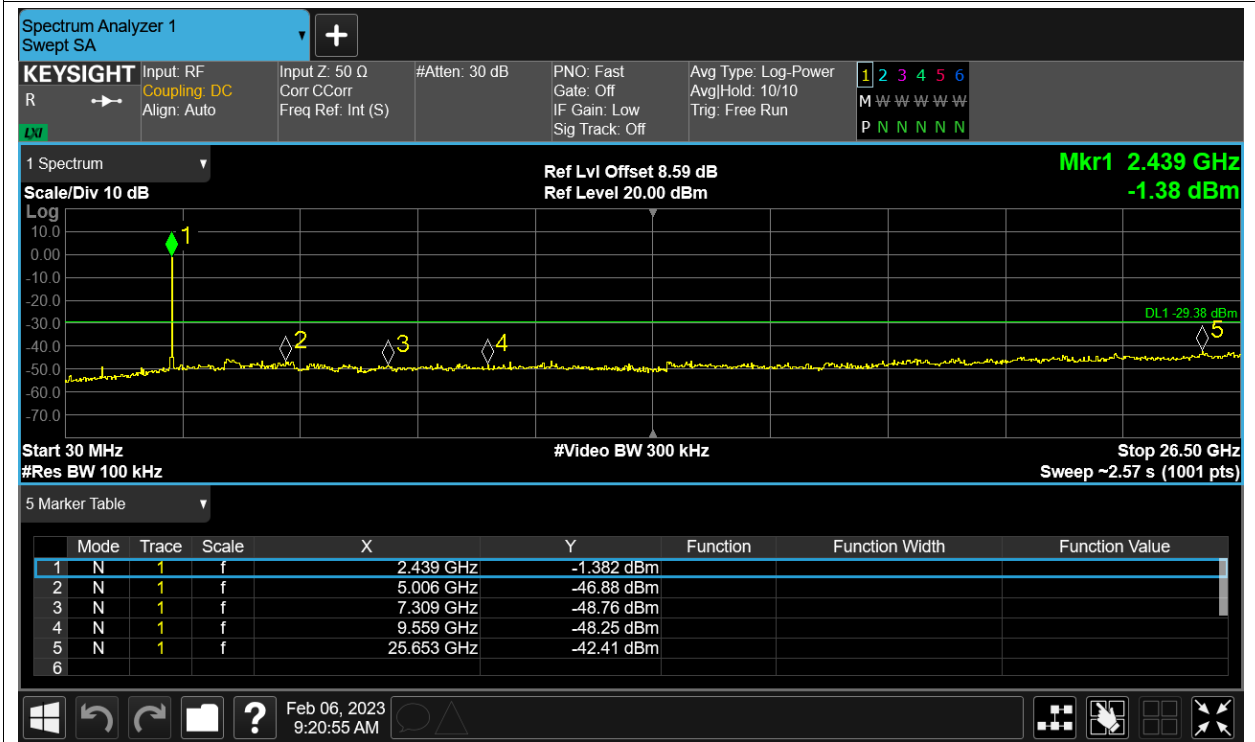 Spectrum Analyzer 1
Swept SA
KEYSIGHT
R
LXI
Input: RF
Coupling: DC
Align: Auto
Input Z: 50 Ω
Corr CCorr
Freq Ref: Int (S)
#Atten: 30 dB
PNO: Fast
Gate: Off
IF Gain: Low
Sig Track: Off
Avg Type: Log-Power
Avg|Hold: 10/10
Trig: Free Run
1 2 3 4 5 6
M W W W W W
P N N N N N
1 Spectrum
Scale/Div 10 dB
Ref Lvl Offset 8.59 dB
Ref Level 20.00 dBm
Mkr1 2.439 GHz
-1.38 dBm
Log
10.0
0.00
-10.0
-20.0
-30.0
-40.0
-50.0
-60.0
-70.0
1
2
3
4
5
DL1 -29.38 dBm
Start 30 MHz
#Res BW 100 kHz
#Video BW 300 kHz
Stop 26.50 GHz
Sweep ~2.57 s (1001 pts)
5 Marker Table
Mode Trace Scale X Y Function Function Width Function Value
1 N 1 f 2.439 GHz -1.382 dBm
2 N 1 f 5.006 GHz -46.88 dBm
3 N 1 f 7.309 GHz -48.76 dBm
4 N 1 f 9.559 GHz -48.25 dBm
5 N 1 f 25.653 GHz -42.41 dBm
6
?
Feb 06, 2023
9:20:55 AM